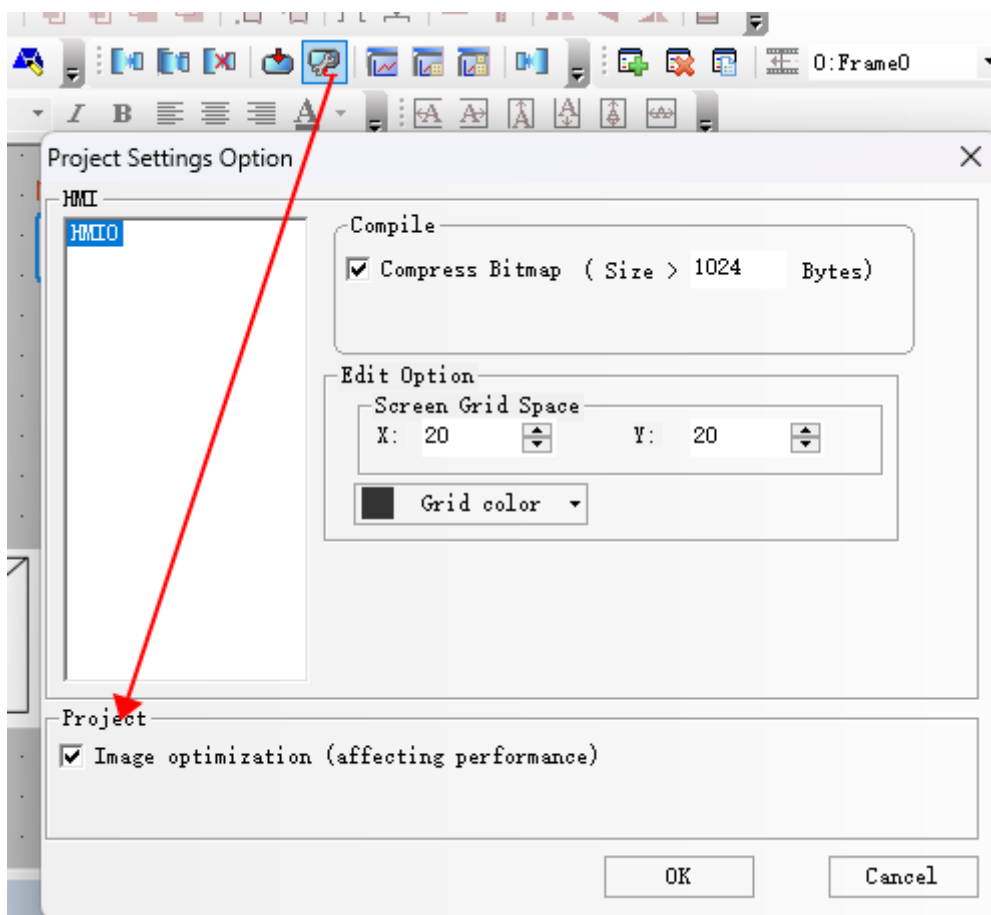 0:Frame0
I B A
Project Settings Option
HMI
HMI0
Compile
Compress Bitmap ( Size > 1024 Bytes)
Edit Option
Screen Grid Space
X: 20 Y: 20
Grid color
Project
Image optimization (affecting performance)
OK Cancel